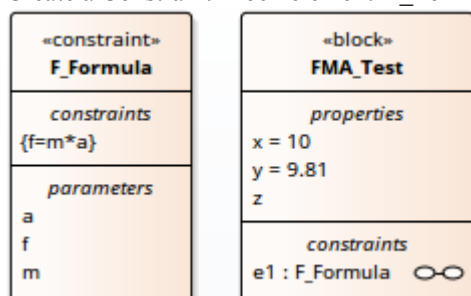 «constraint»
F_Formula
constraints
{f=m*a}
parameters
a
f
m
«block»
FMA_Test
properties
x = 10
y = 9.81
z
constraints
e1 : F_Formula